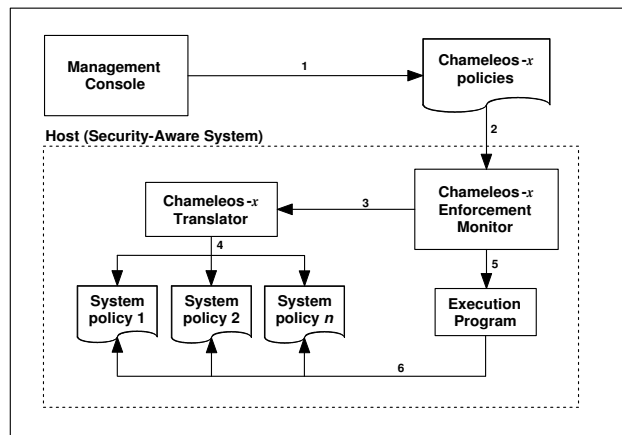 Management
Console
1
Chameleos-x
policies
2
Host (Security-Aware System)
Chameleos-x
Translator
3
Chameleos-x
Enforcement
Monitor
4
5
System
policy 1
System
policy 2
System
policy n
Execution
Program
6